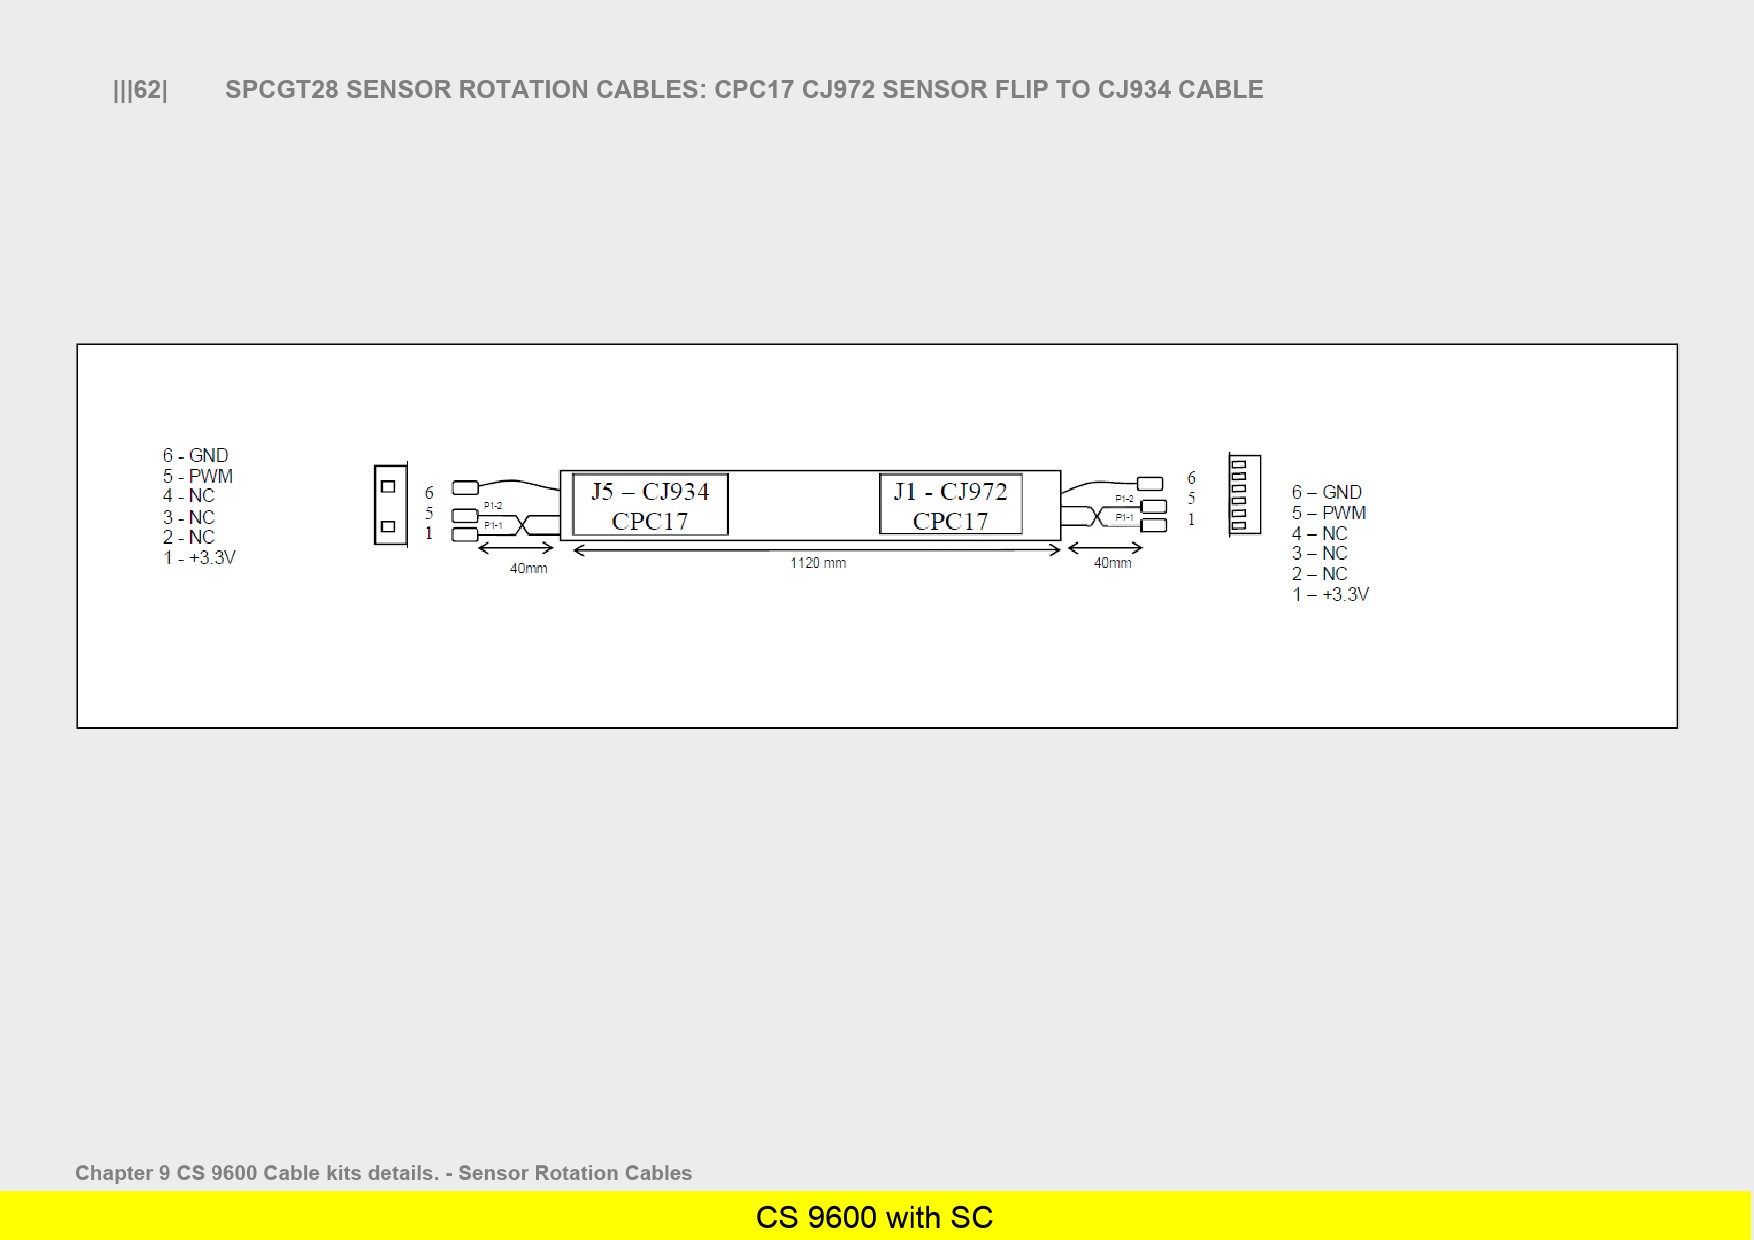 |||62| SPCGT28 SENSOR ROTATION CABLES: CPC17 CJ972 SENSOR FLIP TO CJ934 CABLE
6 - GND
5 - PWM
4 - NC
3 - NC
2 - NC
1 - +3.3V
6
5
1
P1-2
P1-1
40mm
J5 – CJ934
CPC17
1120 mm
J1 - CJ972
CPC17
P1-2
P1-1
40mm
6
5
1
6 – GND
5 – PWM
4 – NC
3 – NC
2 – NC
1 – +3.3V
Chapter 9 CS 9600 Cable kits details. - Sensor Rotation Cables
CS 9600 with SC